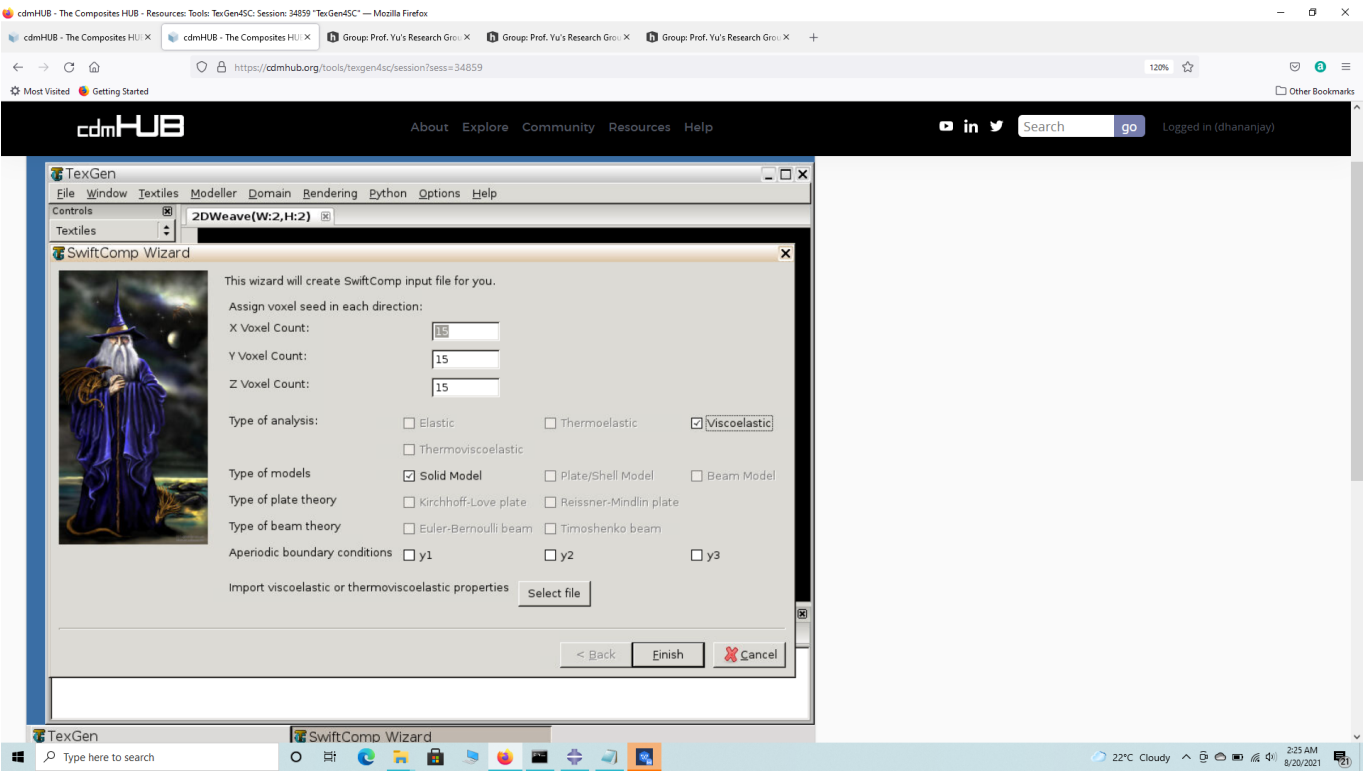 cdmHUB - The Composites HUB - Resources: Tools: TexGen4SC: Session: 34859 "TexGen4SC" — Mozilla Firefox
cdmHUB - The Composites HU
cdmHUB - The Composites HU
Group: Prof. Yu's Research Grou
Group: Prof. Yu's Research Grou
Group: Prof. Yu's Research Grou
https://cdmhub.org/tools/texgen4sc/session?sess=34859
120%
Most Visited
Getting Started
Other Bookmarks
cdmHUB
About Explore Community Resources Help
Search
go
Logged in (dhananjay)
TexGen
File Window Textiles Modeller Domain Rendering Python Options Help
Controls
2DWeave(W:2,H:2)
Textiles
SwiftComp Wizard
This wizard will create SwiftComp input file for you.
Assign voxel seed in each direction:
X Voxel Count: 15
Y Voxel Count: 15
Z Voxel Count: 15
Type of analysis: Elastic Thermoelastic Viscoelastic
Thermoviscoelastic
Type of models Solid Model Plate/Shell Model Beam Model
Type of plate theory Kirchhoff-Love plate Reissner-Mindlin plate
Type of beam theory Euler-Bernoulli beam Timoshenko beam
Aperiodic boundary conditions y1 y2 y3
Import viscoelastic or thermoviscoelastic properties Select file
< Back Finish Cancel
TexGen
SwiftComp Wizard
Type here to search
22°C Cloudy
2:25 AM
8/20/2021
21